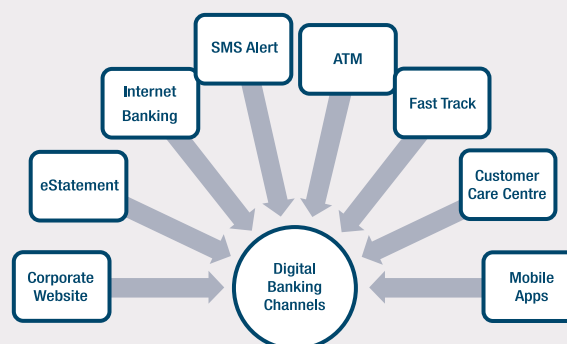 SMS Alert
ATM
Internet
Banking
Fast Track
eStatement
Customer
Care Centre
Corporate
Website
Digital
Banking
Channels
Mobile
Apps